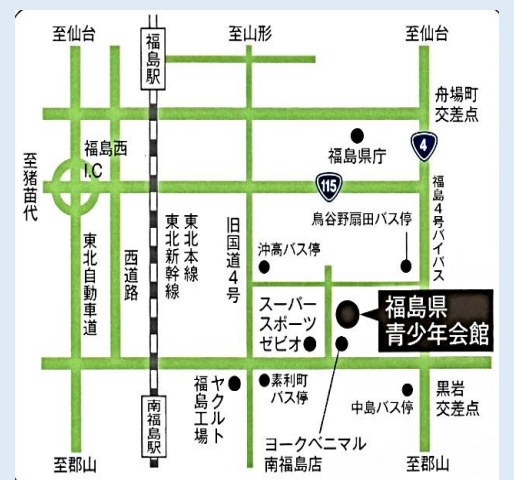 至仙台
福島駅
至山形
至仙台
舟場町
交差点
福島西
I.C
福島県庁
4
至猪苗代
115
福島4号バイパス
鳥谷野扇田バス停
東北自動車道
西道路
東北新幹線
東北本線
旧国道4号
沖高バス停
スーパー
スポーツ
ゼビオ
福島県
青少年会館
ヤクルト
福島工場
素利町
バス停
中島バス停
黒岩
交差点
南福島駅
ヨークベニマル
南福島店
至郡山
至郡山